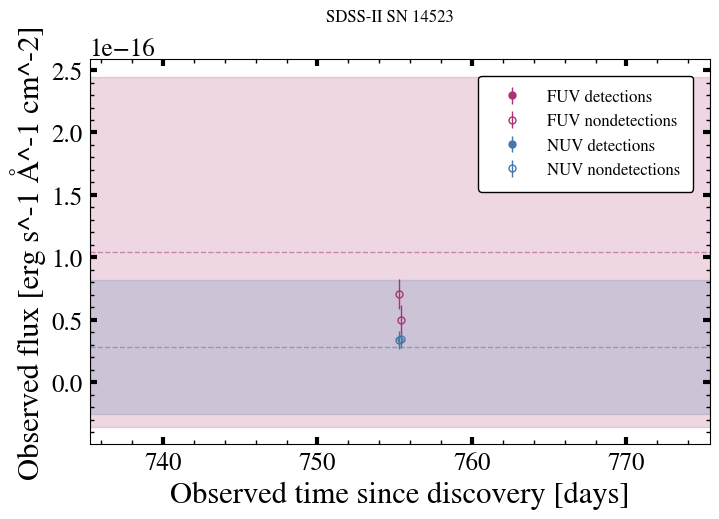 SDSS-II SN 14523
1e−16
2.5
2.0
1.5
1.0
0.5
0.0
Observed flux [erg s^-1 Å^-1 cm^-2]
FUV detections
FUV nondetections
NUV detections
NUV nondetections
740 750 760 770
Observed time since discovery [days]